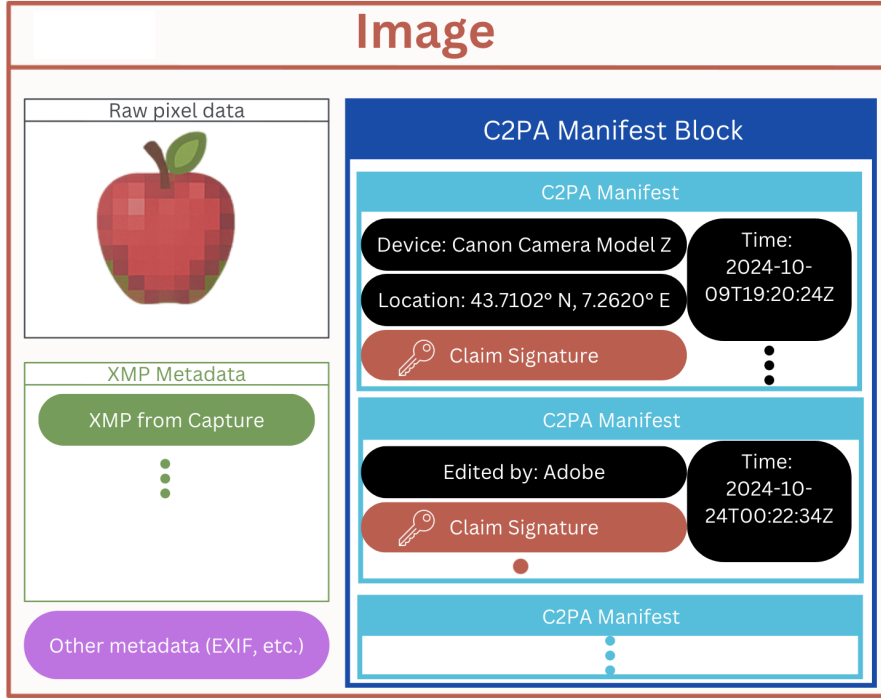 Image
Raw pixel data
XMP Metadata
XMP from Capture
Other metadata (EXIF, etc.)
C2PA Manifest Block
C2PA Manifest
Device: Canon Camera Model Z
Location: 43.7102° N, 7.2620° E
Claim Signature
Time:
2024-10-
09T19:20:24Z
C2PA Manifest
Edited by: Adobe
Claim Signature
Time:
2024-10-
24T00:22:34Z
C2PA Manifest